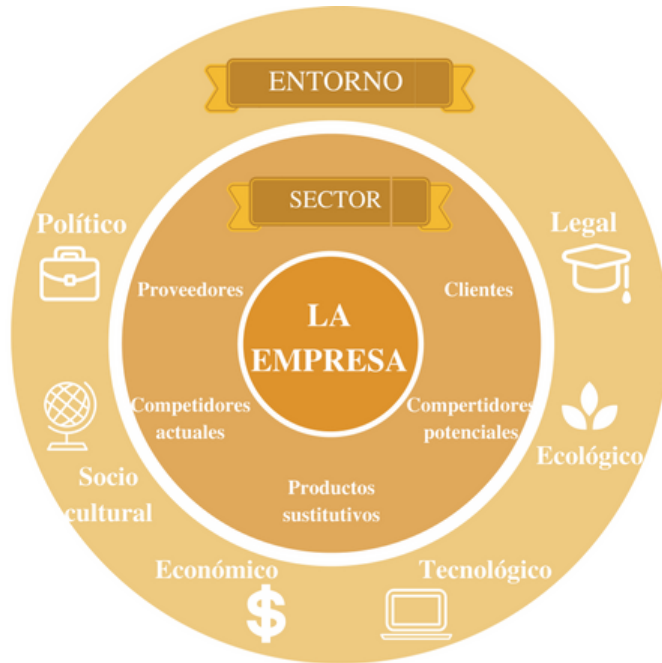 ENTORNO
SECTOR
Político
Legal
Proveedores
Clientes
LA
EMPRESA
Competidores
actuales
Compertidores
potenciales
Ecológico
Socio
cultural
Productos
sustitutivos
Económico
Tecnológico
$